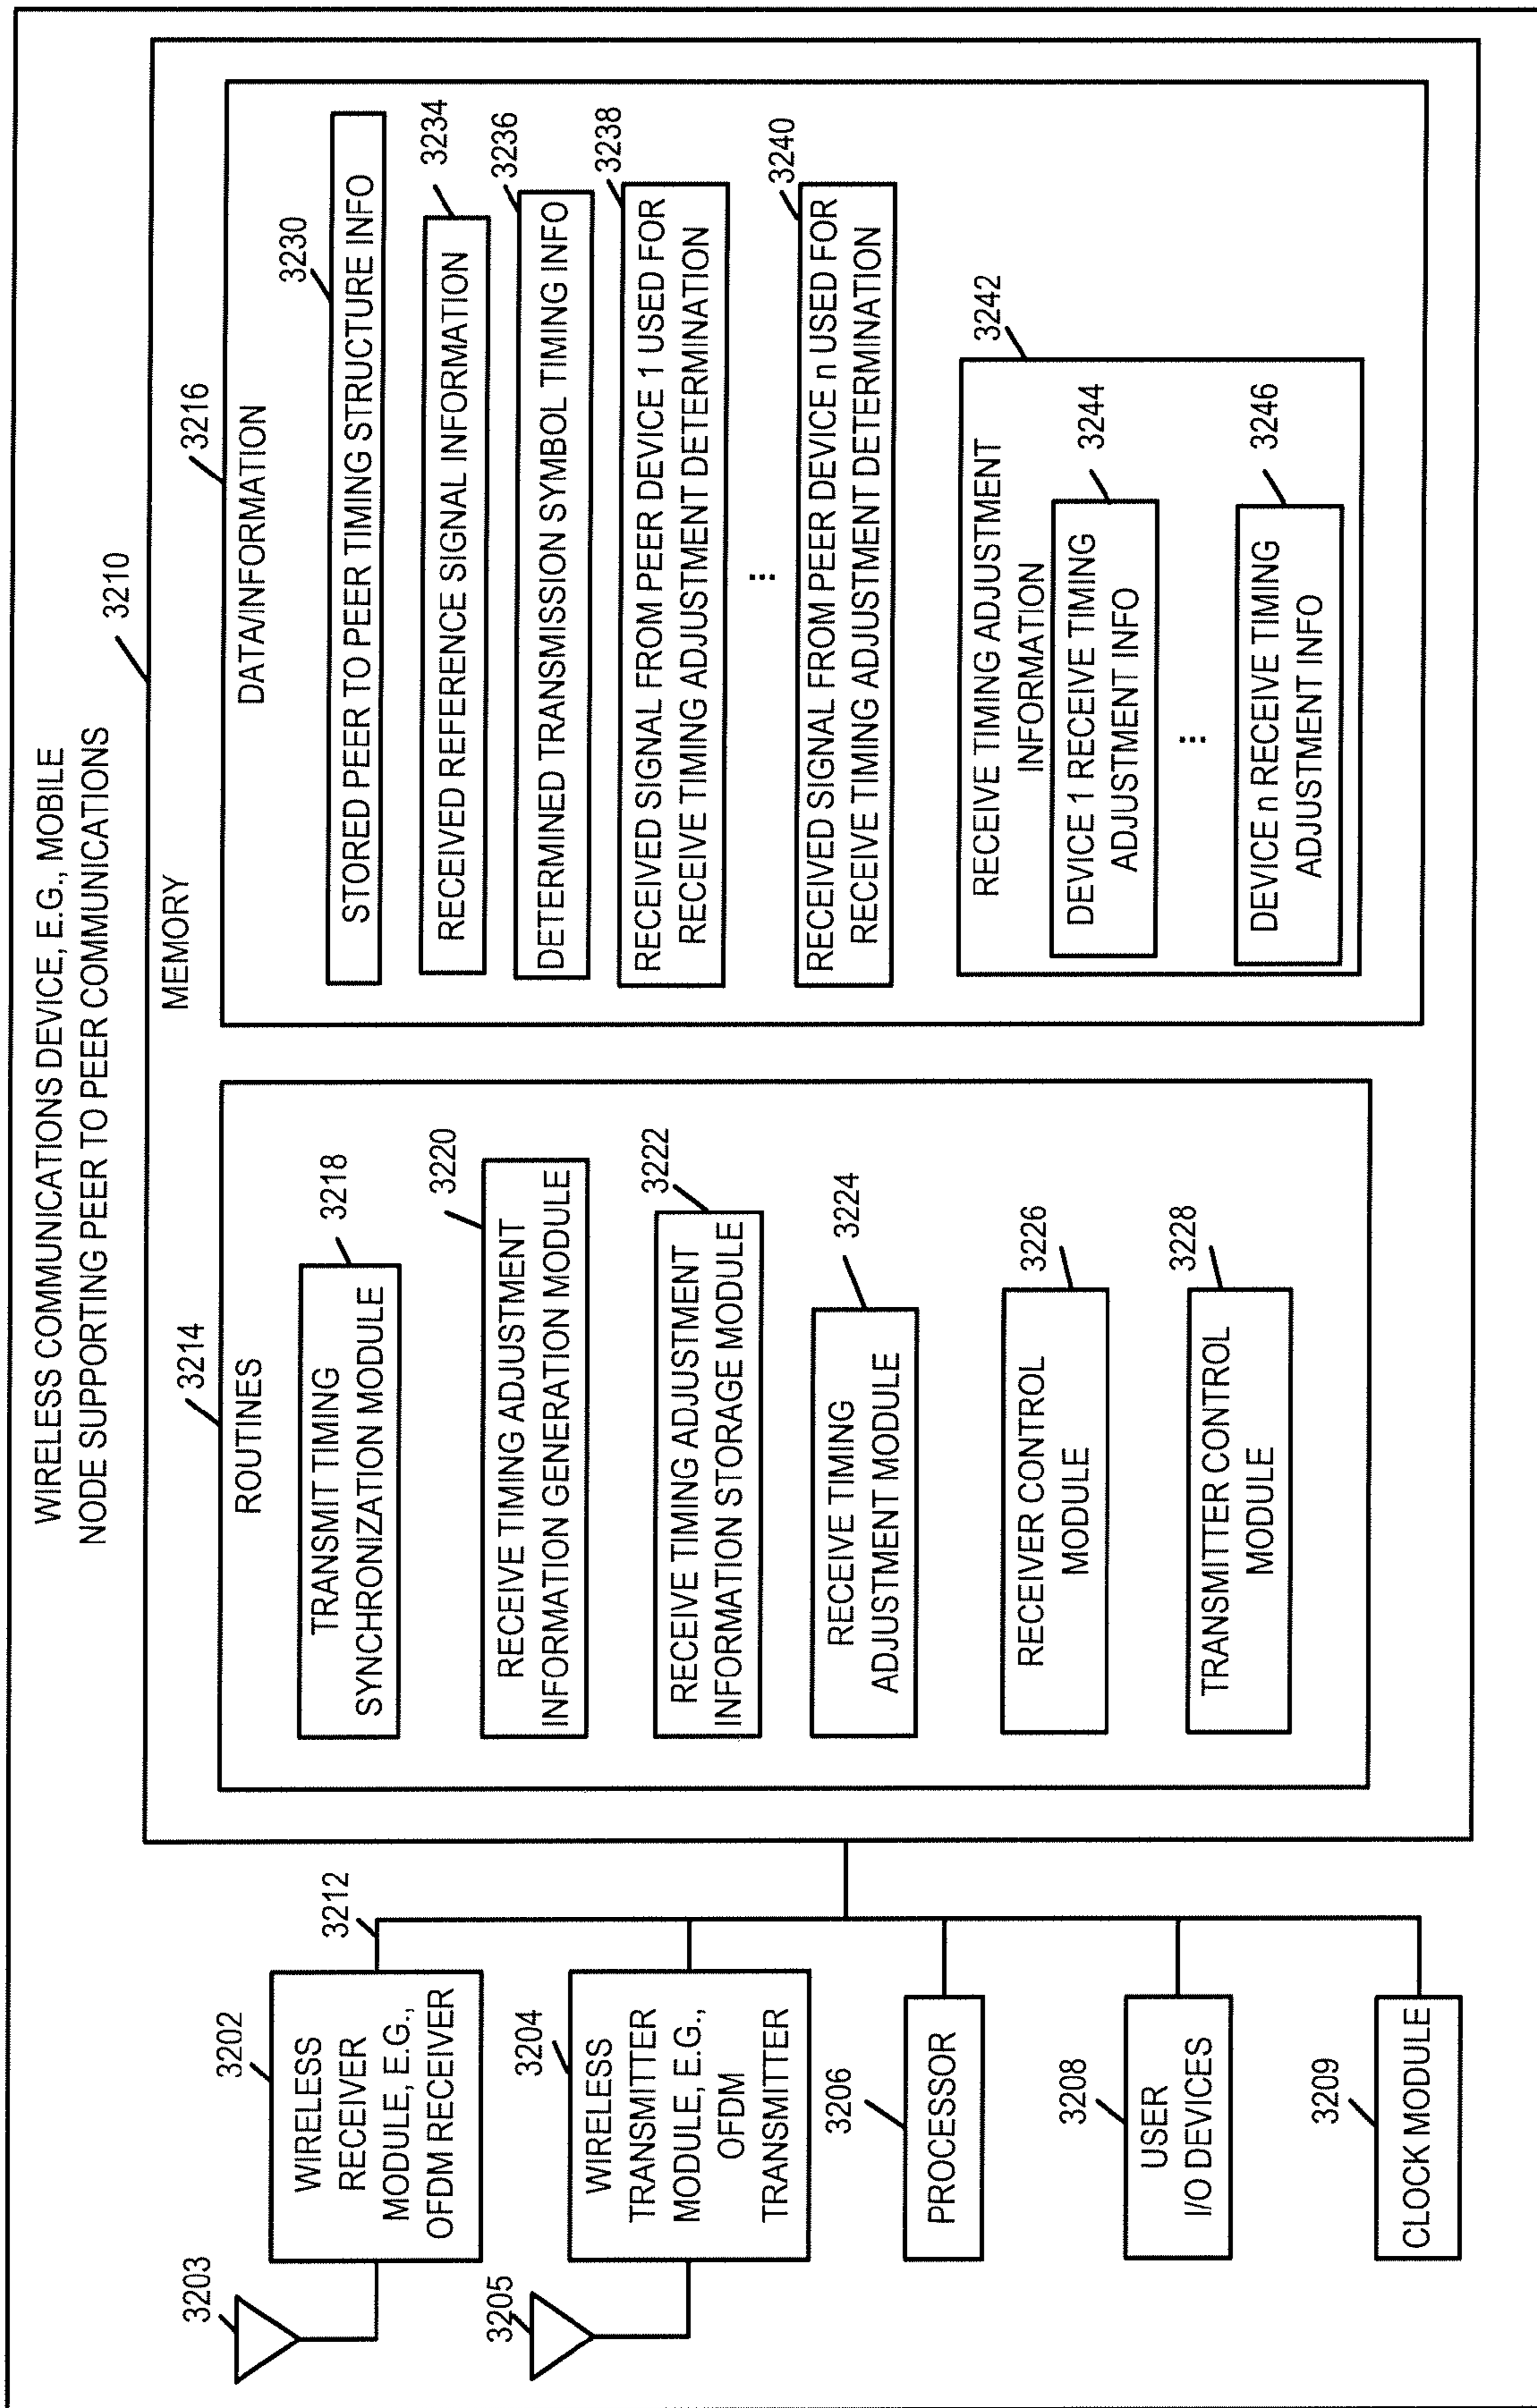 WIRELESS COMMUNICATIONS DEVICE, E.G., MOBILE
NODE SUPPORTING PEER TO PEER COMMUNICATIONS
3203
3202
WIRELESS
RECEIVER
MODULE, E.G.,
OFDM RECEIVER
3212
3205
3204
WIRELESS
TRANSMITTER
MODULE, E.G.,
OFDM
TRANSMITTER
3206
PROCESSOR
3208
USER
I/O DEVICES
3209
CLOCK MODULE
3210
MEMORY
3214
ROUTINES
3218
TRANSMIT TIMING
SYNCHRONIZATION MODULE
3220
RECEIVE TIMING ADJUSTMENT
INFORMATION GENERATION MODULE
3222
RECEIVE TIMING ADJUSTMENT
INFORMATION STORAGE MODULE
3224
RECEIVE TIMING
ADJUSTMENT MODULE
3226
RECEIVER CONTROL
MODULE
3228
TRANSMITTER CONTROL
MODULE
3216
DATA/INFORMATION
3230
STORED PEER TO PEER TIMING STRUCTURE INFO
3234
RECEIVED REFERENCE SIGNAL INFORMATION
3236
DETERMINED TRANSMISSION SYMBOL TIMING INFO
3238
RECEIVED SIGNAL FROM PEER DEVICE 1 USED FOR
RECEIVE TIMING ADJUSTMENT DETERMINATION
...
3240
RECEIVED SIGNAL FROM PEER DEVICE n USED FOR
RECEIVE TIMING ADJUSTMENT DETERMINATION
3242
RECEIVE TIMING ADJUSTMENT
INFORMATION
3244
DEVICE 1 RECEIVE TIMING
ADJUSTMENT INFO
...
3246
DEVICE n RECEIVE TIMING
ADJUSTMENT INFO